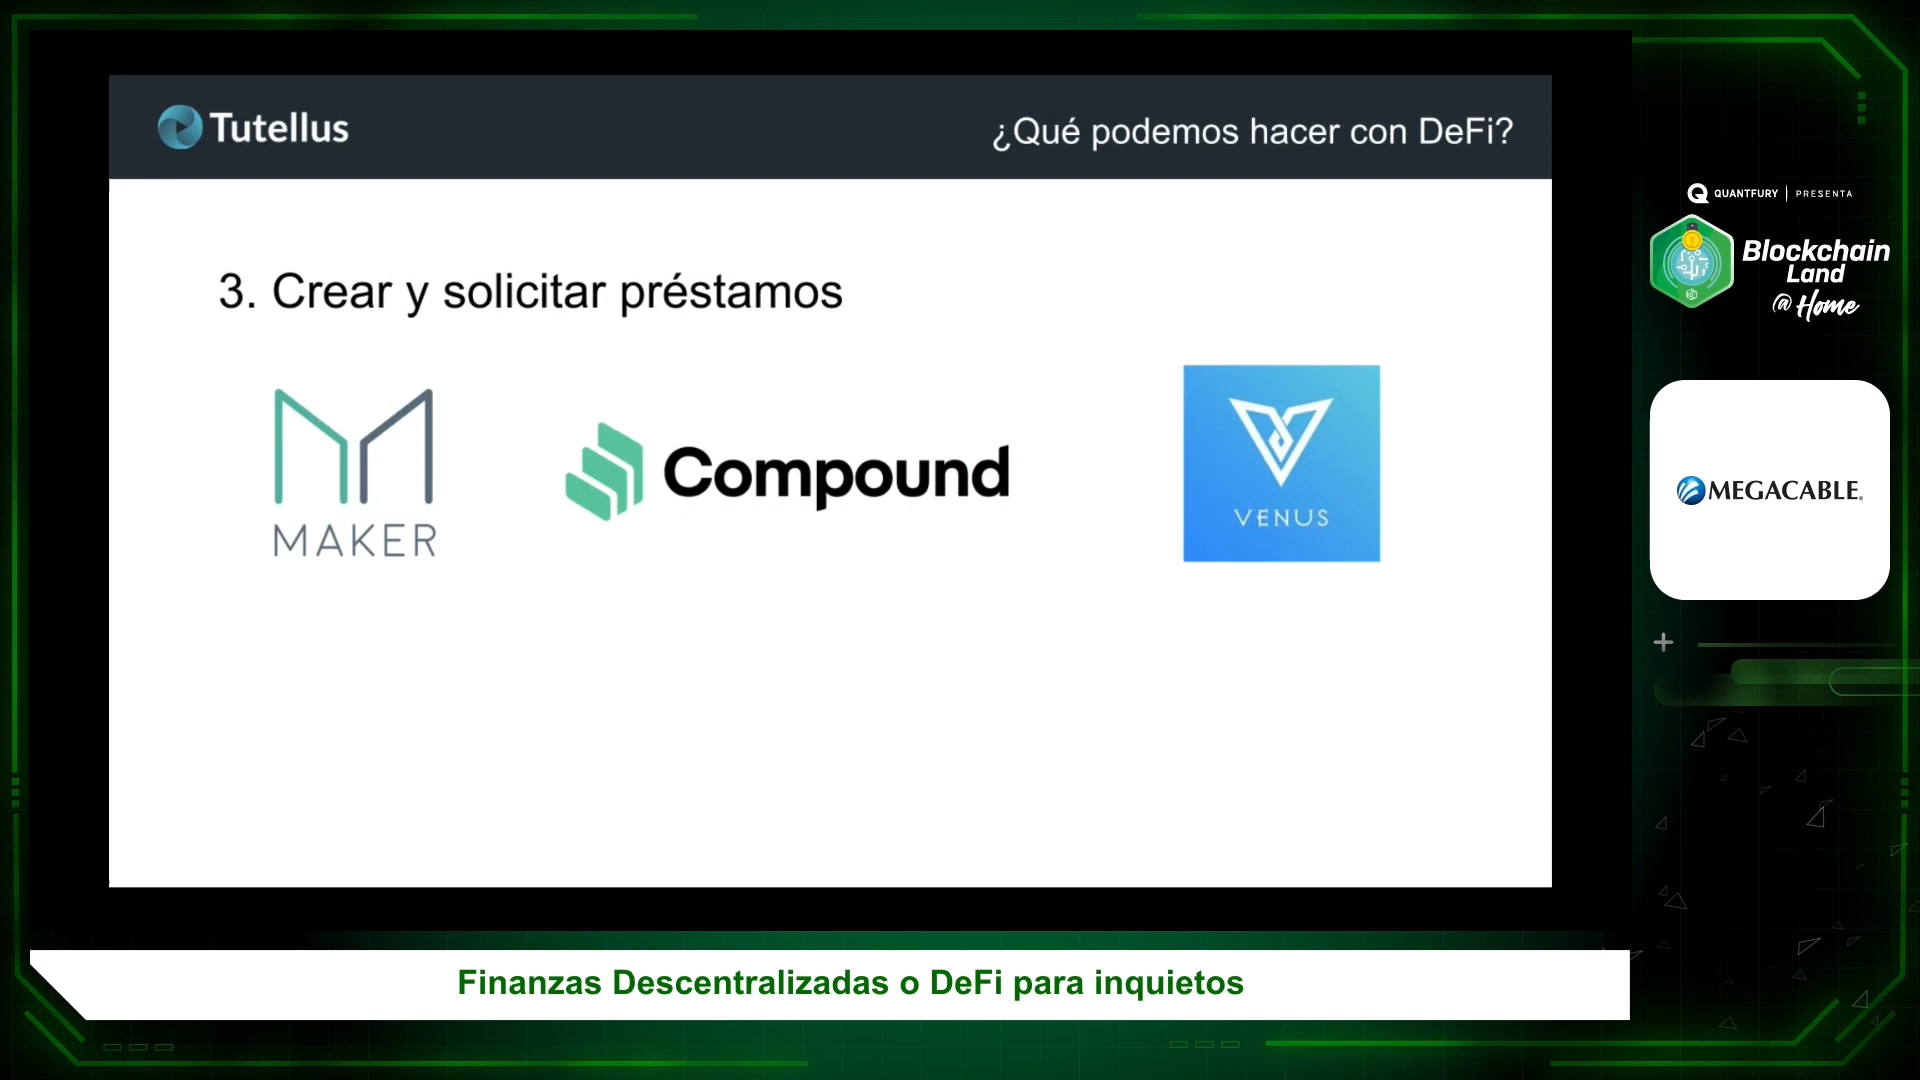 Tutellus
¿Qué podemos hacer con DeFi?
3. Crear y solicitar préstamos
MAKER
Compound
VENUS
QUANTFURY | PRESENTA
Blockchain
Land
@ Home
MEGACABLE®
Finanzas Descentralizadas o DeFi para inquietos